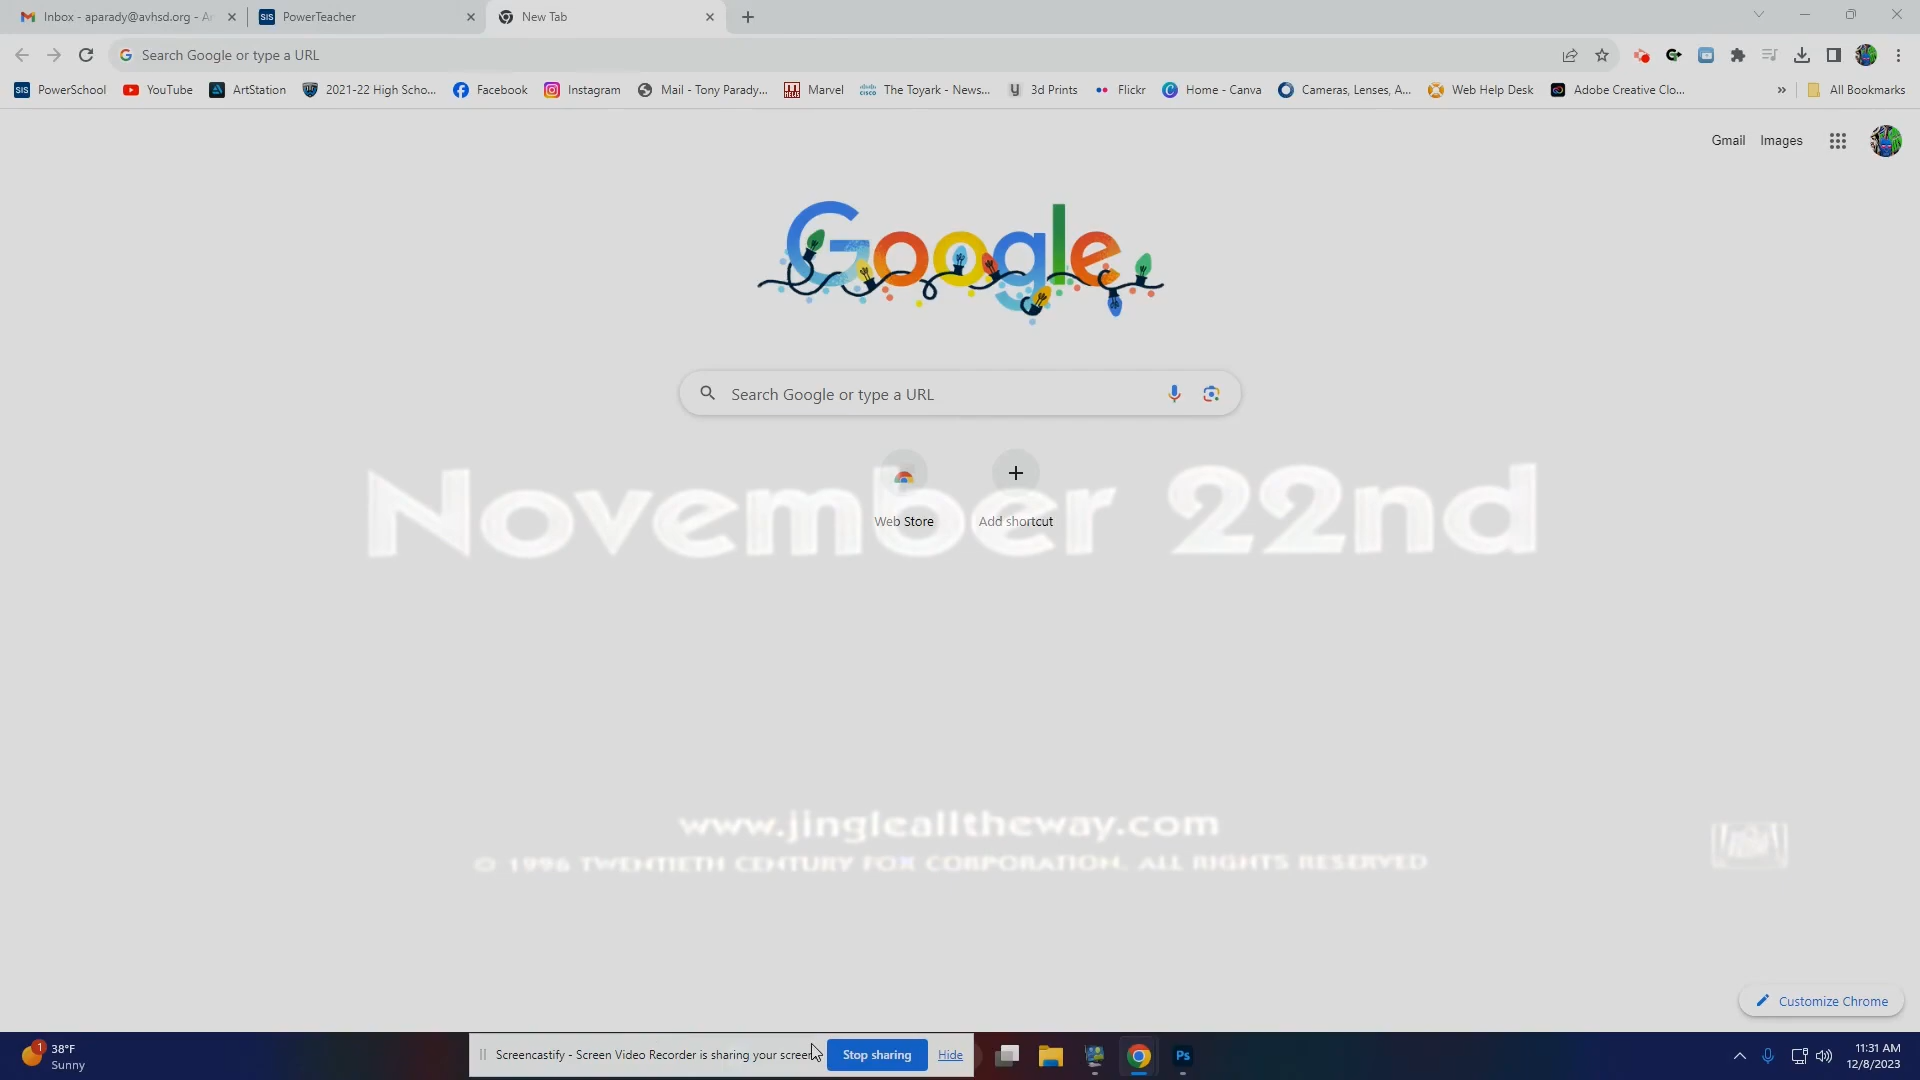 Inbox - aparady@avhsd.org - A
PowerTeacher
New Tab
Search Google or type a URL
SIS PowerSchool
YouTube
ArtStation
2021-22 High Scho...
Facebook
Instagram
Mail - Tony Parady...
Marvel
The Toyark - News...
3d Prints
Flickr
Home - Canva
Cameras, Lenses, A...
Web Help Desk
Adobe Creative Clo...
» All Bookmarks
Gmail Images
Google
Search Google or type a URL
Web Store
Add shortcut
November 22nd
www.jinglealltheway.com
© 1996 TWENTIETH CENTURY FOX CORPORATION. ALL RIGHTS RESERVED
Customize Chrome
1 38°F
Sunny
Screencastify - Screen Video Recorder is sharing your screen
Stop sharing
Hide
Ps
11:31 AM
12/8/2023